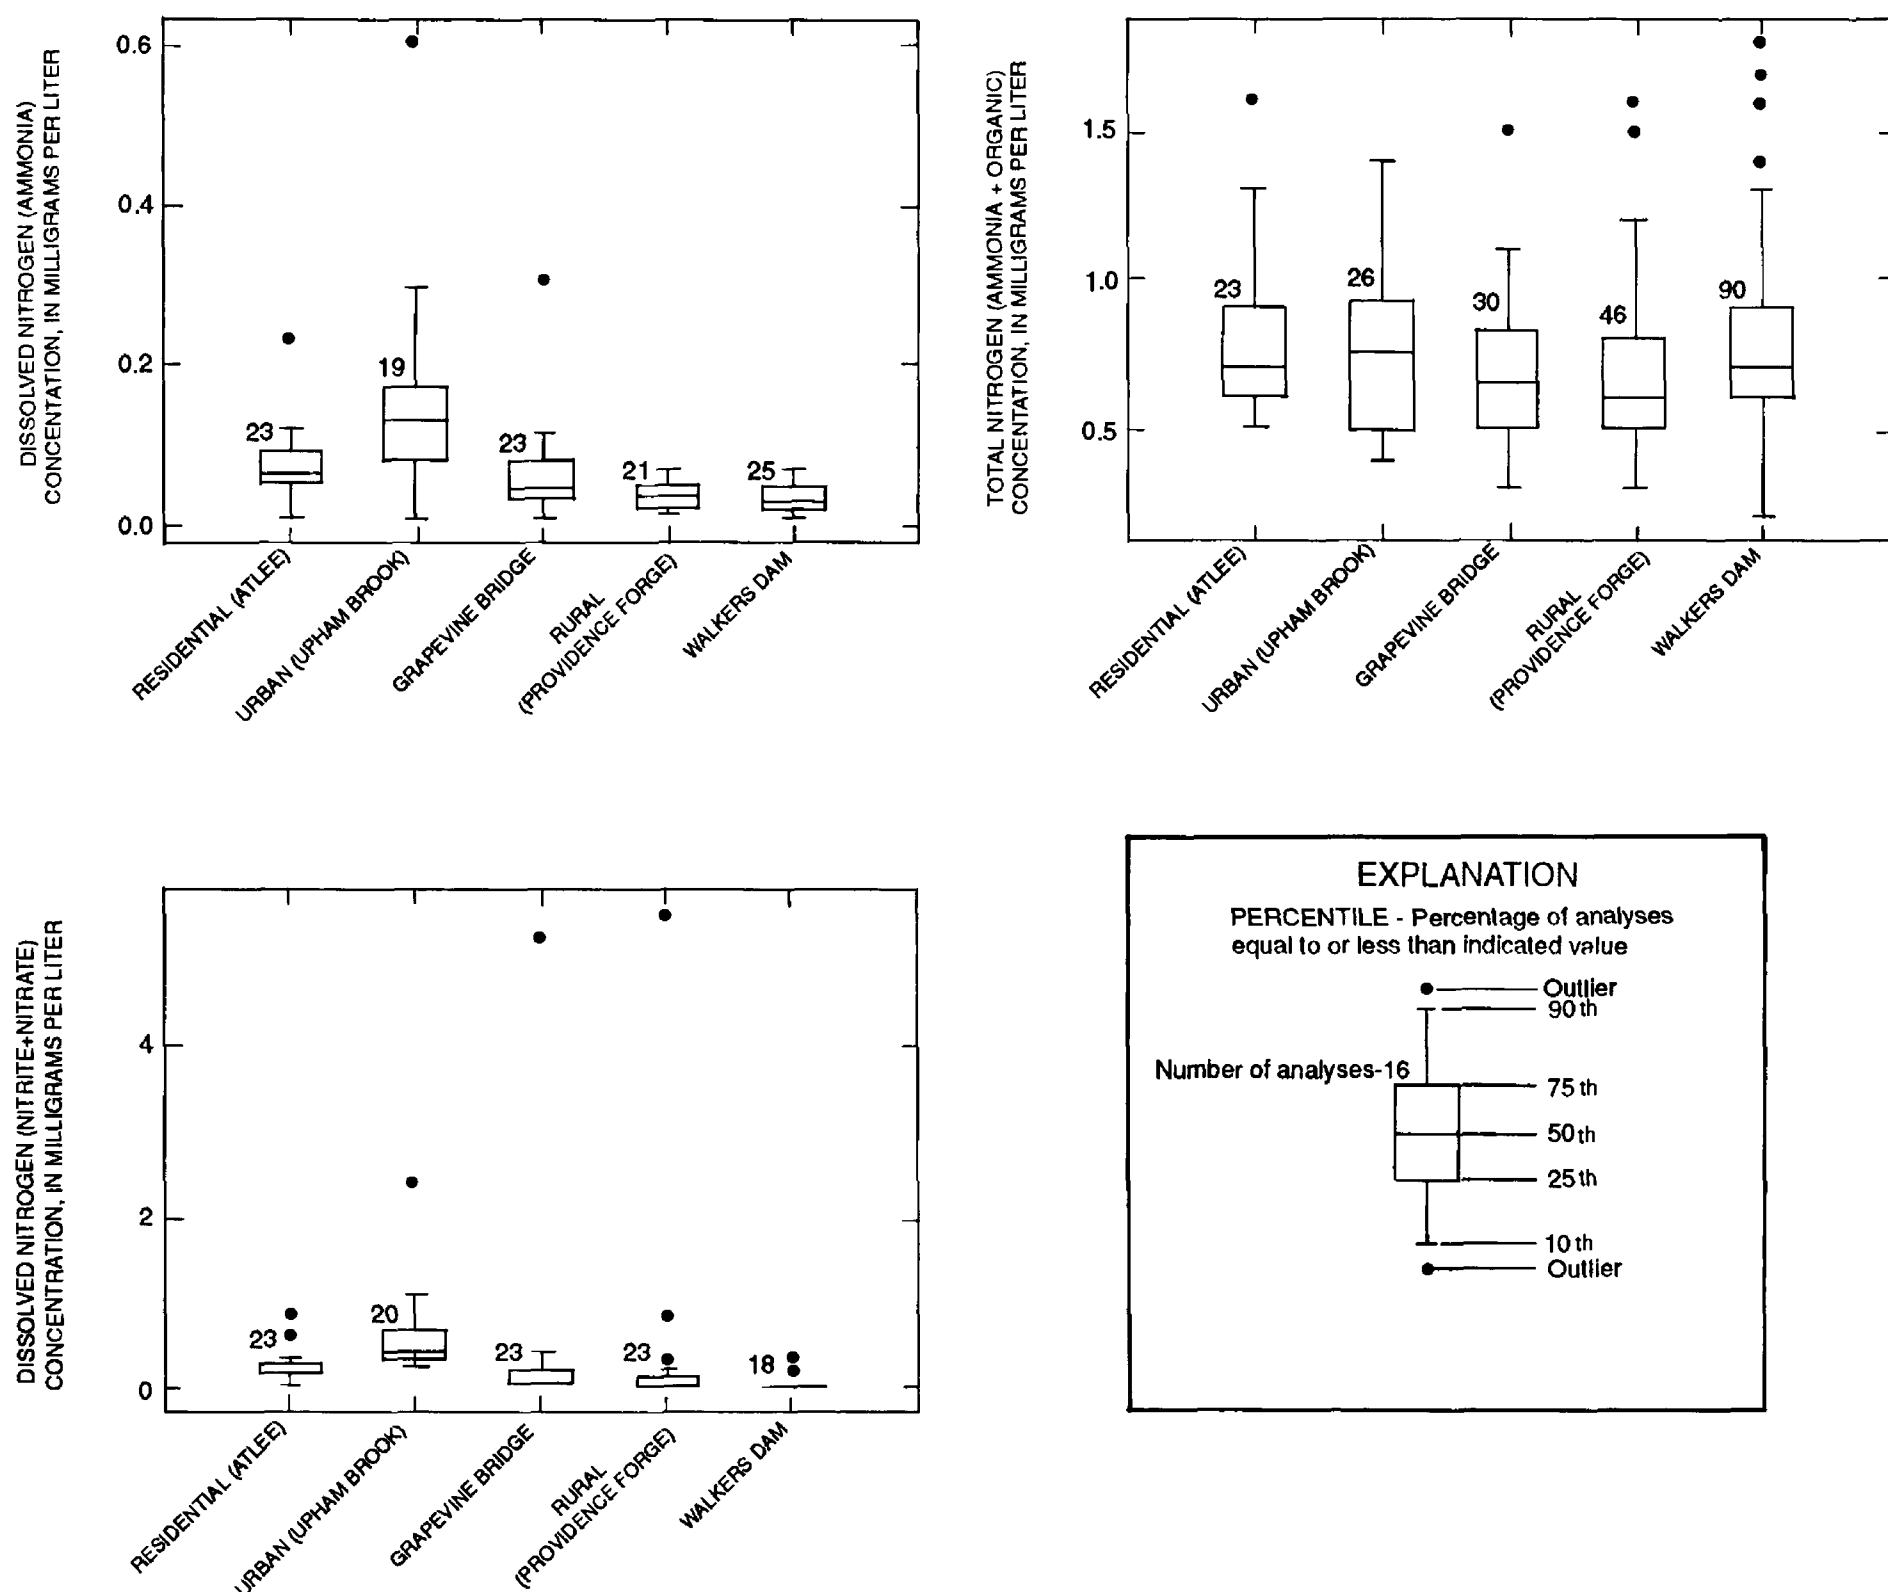 DISSOLVED NITROGEN (AMMONIA)
CONCENTATION, IN MILLIGRAMS PER LITER
0.6
0.4
0.2
0.0
23
19
23
21
25
RESIDENTIAL (ATLEE)
URBAN (UPHAM BROOK)
GRAPEVINE BRIDGE
RURAL
(PROVIDENCE FORGE)
WALKERS DAM
TOTAL NITROGEN (AMMONIA + ORGANIC)
CONCENTATION, IN MILLIGRAMS PER LITER
1.5
1.0
0.5
23
26
30
46
90
RESIDENTIAL (ATLEE)
URBAN (UPHAM BROOK)
GRAPEVINE BRIDGE
RURAL
(PROVIDENCE FORGE)
WALKERS DAM
DISSOLVED NITROGEN (NITRITE+NITRATE)
CONCENTRATION, IN MILLIGRAMS PER LITER
4
2
0
23
20
23
23
18
RESIDENTIAL (ATLEE)
URBAN (UPHAM BROOK)
GRAPEVINE BRIDGE
RURAL
(PROVIDENCE FORGE)
WALKERS DAM
EXPLANATION
PERCENTILE - Percentage of analyses
equal to or less than indicated value
Outlier
90th
Number of analyses-16
75th
50th
25th
10th
Outlier